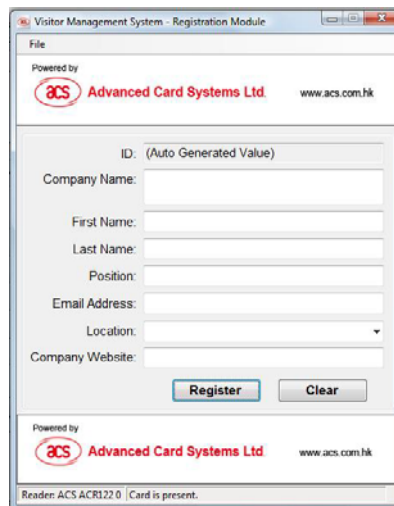 Visitor Management System - Registration Module
File
Powered by
ACS Advanced Card Systems Ltd. www.acs.com.hk
ID: (Auto Generated Value)
Company Name:
First Name:
Last Name:
Position:
Email Address:
Location:
Company Website:
Register Clear
Powered by
ACS Advanced Card Systems Ltd. www.acs.com.hk
Reader: ACS ACR122 0 Card is present.